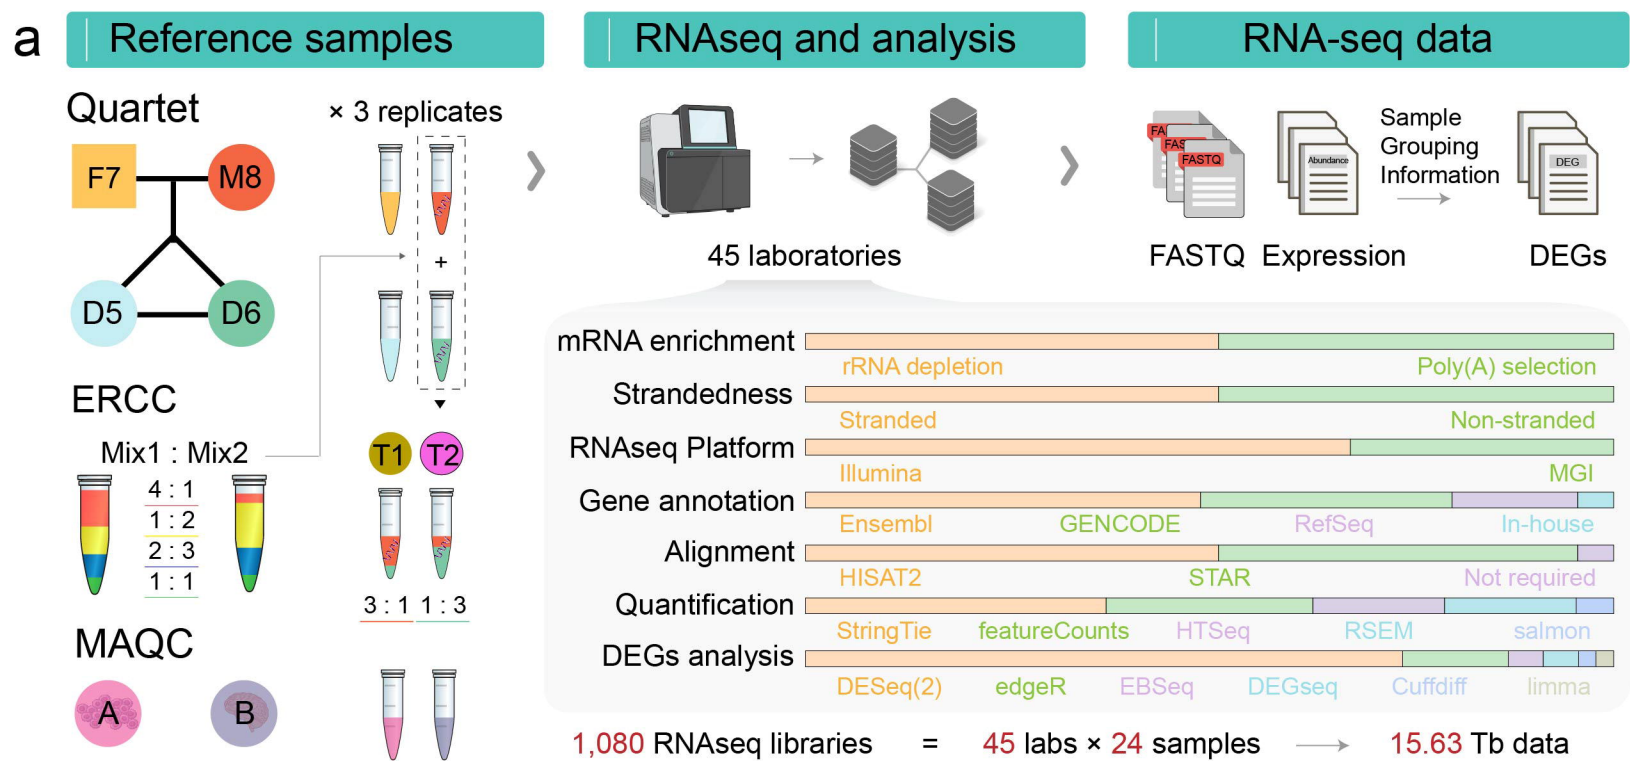 a
Reference samples
RNAseq and analysis
RNA-seq data
Quartet
× 3 replicates
F7
M8
D5
D6
+
ERCC
Mix1 : Mix2
4 : 1
1 : 2
2 : 3
1 : 1
T1
T2
3 : 1
1 : 3
MAQC
A
B
45 laboratories
FASTQ
Abundance
Sample
Grouping
Information
DEG
FASTQ
Expression
DEGs
mRNA enrichment
rRNA depletion
Poly(A) selection
Strandedness
Stranded
Non-stranded
RNAseq Platform
Illumina
MGI
Gene annotation
Ensembl
GENCODE
RefSeq
In-house
Alignment
HISAT2
STAR
Not required
Quantification
StringTie
featureCounts
HTSeq
RSEM
salmon
DEGs analysis
DESeq(2)
edgeR
EBSeq
DEGseq
Cuffdiff
limma
1,080 RNAseq libraries = 45 labs × 24 samples → 15.63 Tb data